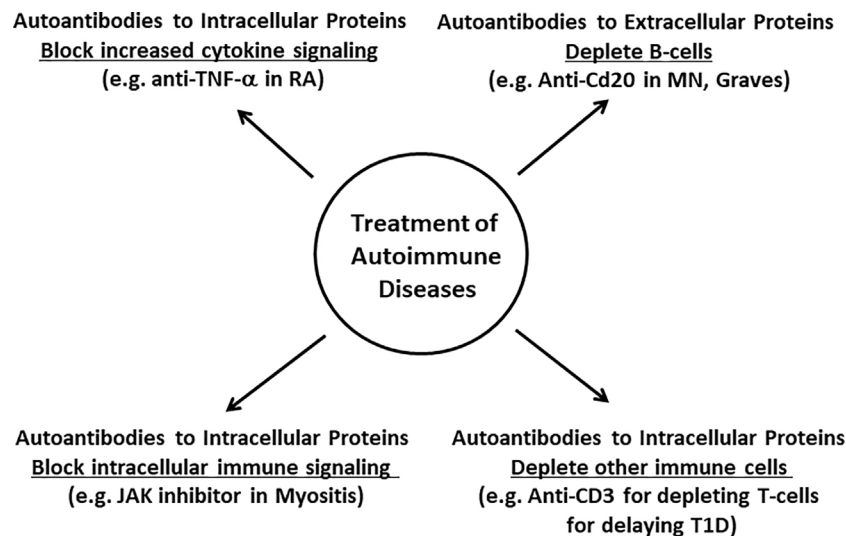 Autoantibodies to Intracellular Proteins
Block increased cytokine signaling
(e.g. anti-TNF-α in RA)
Autoantibodies to Extracellular Proteins
Deplete B-cells
(e.g. Anti-Cd20 in MN, Graves)
Treatment of
Autoimmune
Diseases
Autoantibodies to Intracellular Proteins
Block intracellular immune signaling
(e.g. JAK inhibitor in Myositis)
Autoantibodies to Intracellular Proteins
Deplete other immune cells
(e.g. Anti-CD3 for depleting T-cells
for delaying T1D)